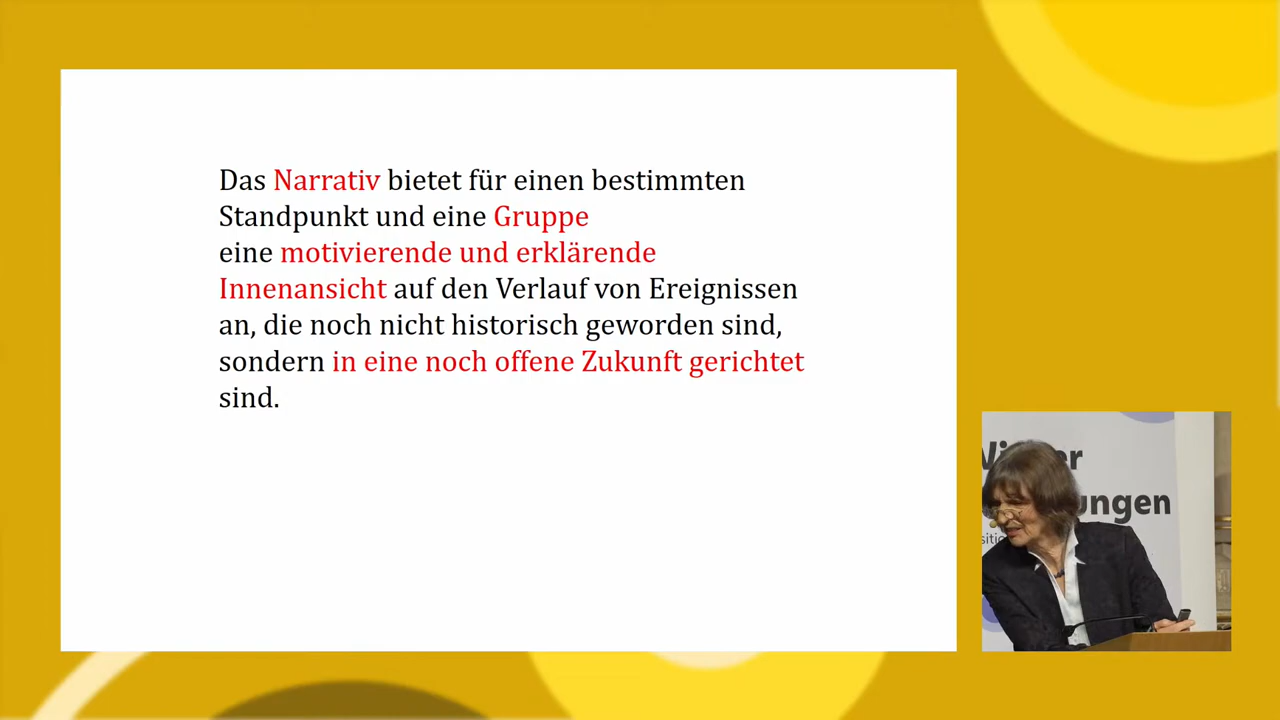 Das Narrativ bietet für einen bestimmten
Standpunkt und eine Gruppe
eine motivierende und erklärende
Innenansicht auf den Verlauf von Ereignissen
an, die noch nicht historisch geworden sind,
sondern in eine noch offene Zukunft gerichtet
sind.